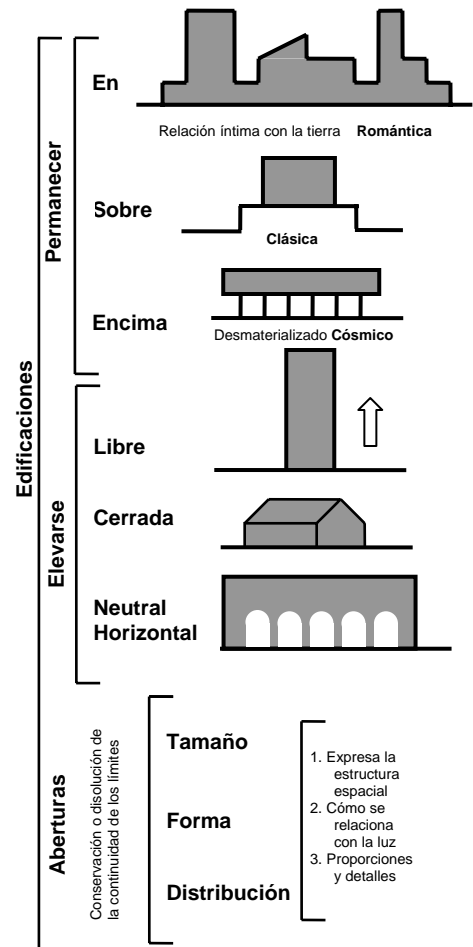 Edificaciones
Permanecer
En
Relación íntima con la tierra Romántica
Sobre
Clásica
Encima
Desmaterializado Cósmico
Elevarse
Libre
Cerrada
Neutral
Horizontal
Aberturas
Conservación o disolución de
la continuidad de los límites
Tamaño
Forma
Distribución
1. Expresa la
estructura
espacial
2. Cómo se
relaciona
con la luz
3. Proporciones
y detalles